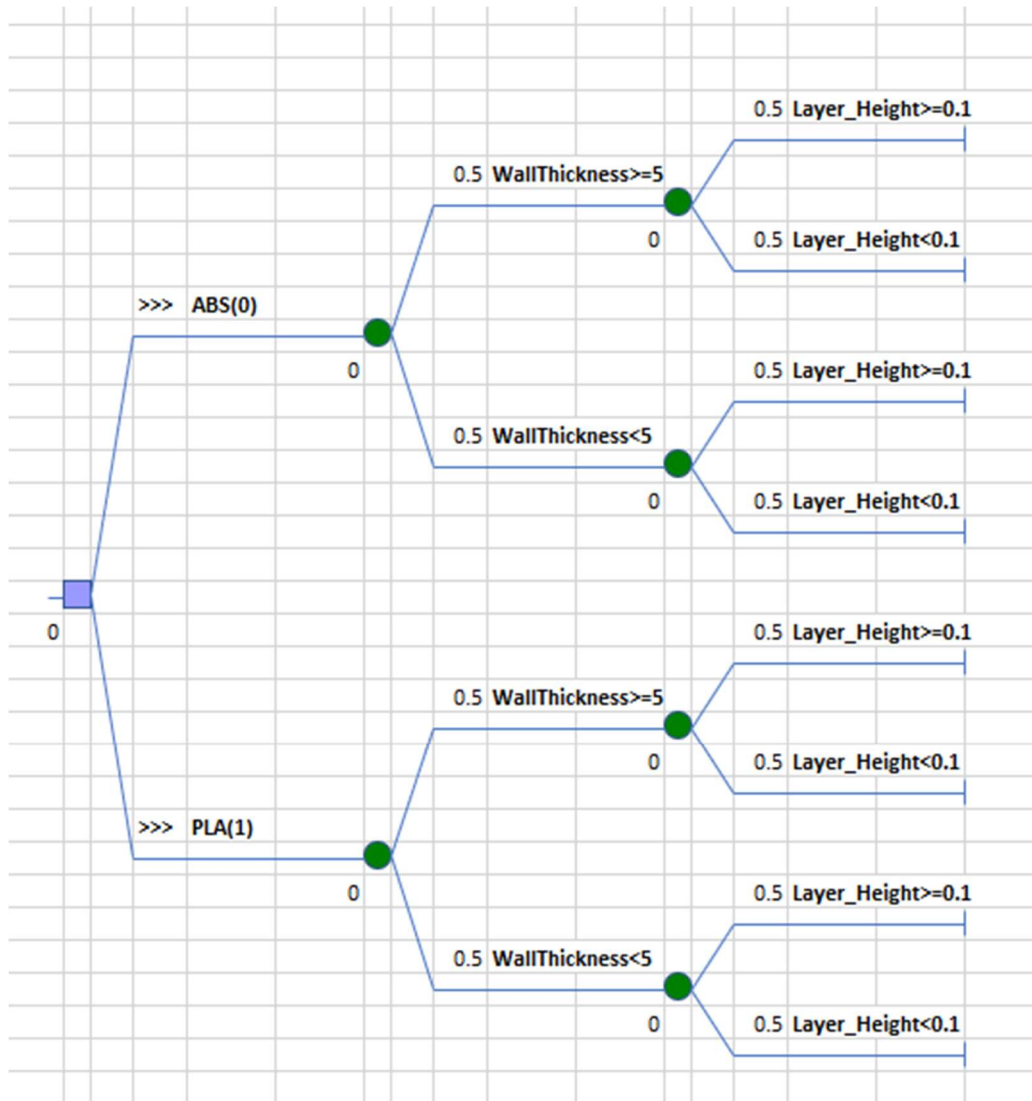 0.5 Layer_Height>=0.1
0.5 WallThickness>=5
0
0.5 Layer_Height<0.1
>>> ABS(0)
0
0.5 Layer_Height>=0.1
0.5 WallThickness<5
0
0.5 Layer_Height<0.1
0
0.5 Layer_Height>=0.1
0.5 WallThickness>=5
0
0.5 Layer_Height<0.1
>>> PLA(1)
0
0.5 Layer_Height>=0.1
0.5 WallThickness<5
0
0.5 Layer_Height<0.1